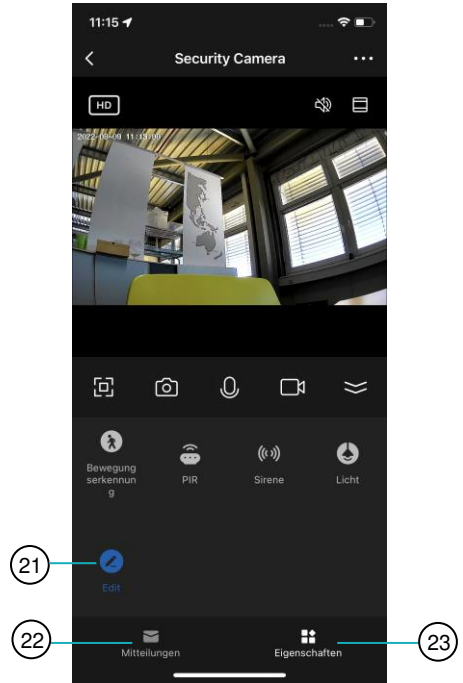 11:15
Security Camera
HD
2022-09-09 11:13:00
Bewegung
serkennun
g
PIR
Sirene
Licht
21
Edit
22
Mitteilungen
Eigenschaften
23